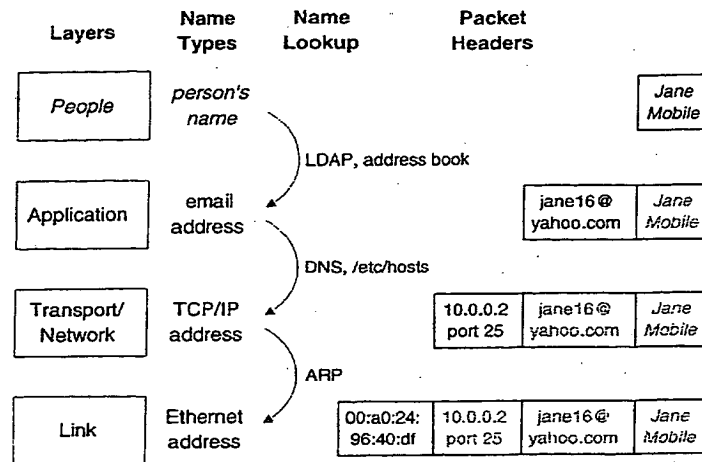 Layers Name Types Name Lookup Packet Headers
People person's name Jane Mobile
LDAP, address book
Application email address jane16@ yahoo.com Jane Mobile
DNS, /etc/hosts
Transport/ Network TCP/IP address 10.0.0.2 port 25 jane16@ yahoo.com Jane Mobile
ARP
Link Ethernet address 00:a0:24: 96:40:df 10.0.0.2 port 25 jane16@ yahoo.com Jane Mobile